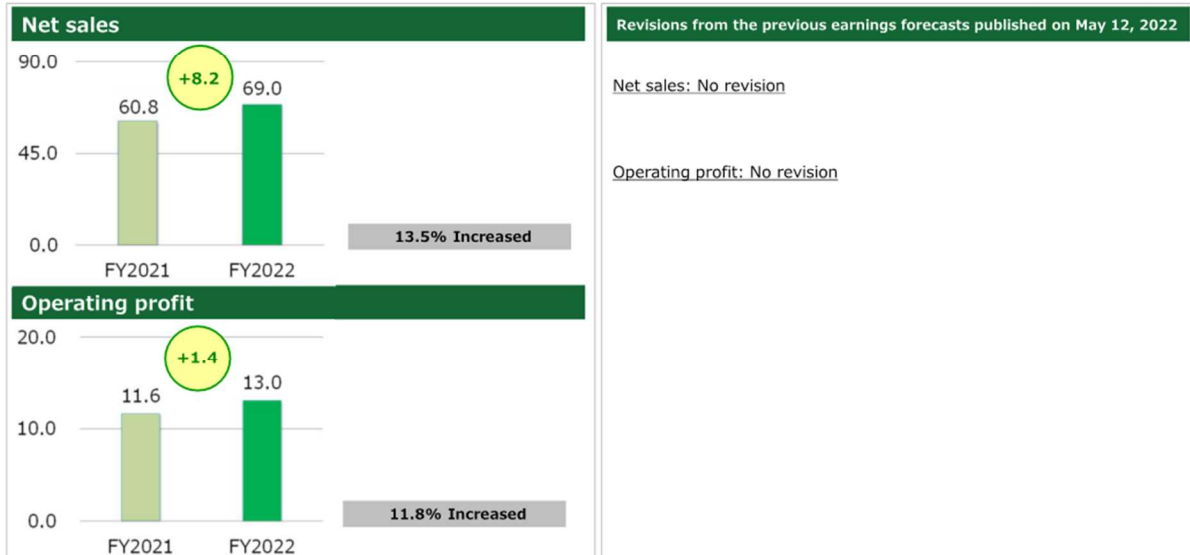 Net sales
90.0
+8.2
69.0
60.8
45.0
13.5% Increased
0.0
FY2021 FY2022
Operating profit
20.0
+1.4
13.0
11.6
10.0
11.8% Increased
0.0
FY2021 FY2022
Revisions from the previous earnings forecasts published on May 12, 2022
Net sales: No revision
Operating profit: No revision